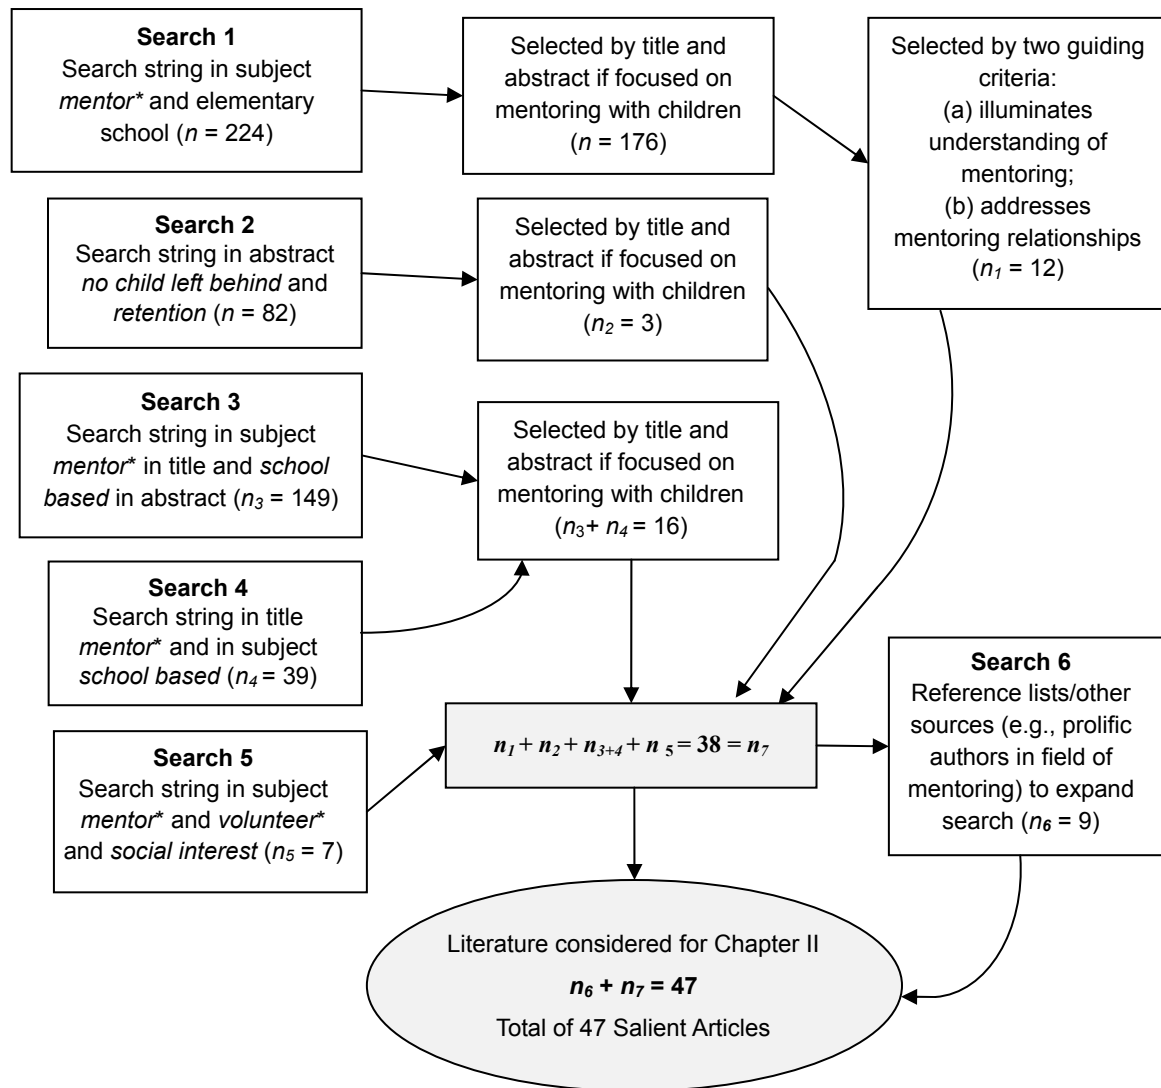 Search 1
Search string in subject
mentor* and elementary
school (n = 224)
Selected by title and
abstract if focused on
mentoring with children
(n = 176)
Selected by two guiding
criteria:
(a) illuminates
understanding of
mentoring;
(b) addresses
mentoring relationships
(n1 = 12)
Search 2
Search string in abstract
no child left behind and
retention (n = 82)
Selected by title and
abstract if focused on
mentoring with children
(n2 = 3)
Search 3
Search string in subject
mentor* in title and school
based in abstract (n3 = 149)
Selected by title and
abstract if focused on
mentoring with children
(n3+ n4 = 16)
Search 4
Search string in title
mentor* and in subject
school based (n4 = 39)
Search 5
Search string in subject
mentor* and volunteer*
and social interest (n5 = 7)
n1 + n2 + n3+4 + n 5 = 38 = n7
Search 6
Reference lists/other
sources (e.g., prolific
authors in field of
mentoring) to expand
search (n6 = 9)
Literature considered for Chapter II
n6 + n7 = 47
Total of 47 Salient Articles